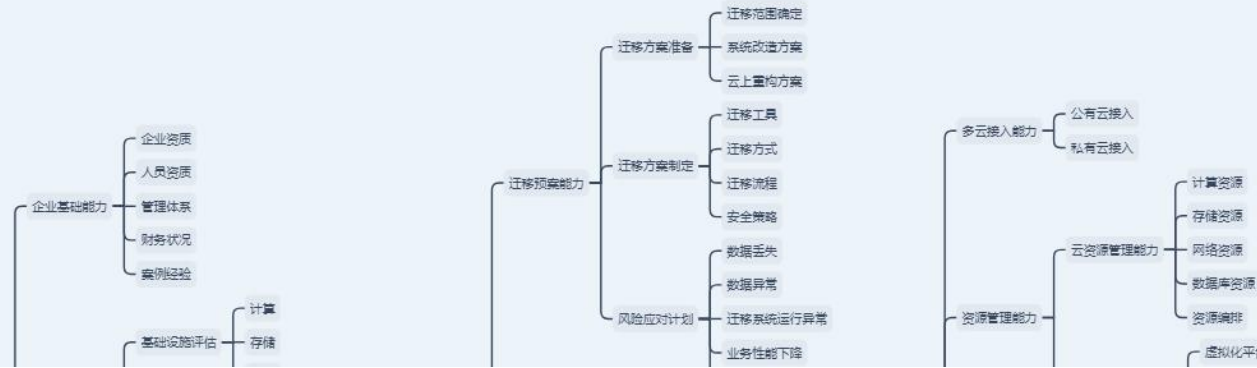 企业基础能力
企业资质
人员资质
管理体系
财务状况
案例经验
基础设施评估
计算
存储
迁移预案能力
迁移方案准备
迁移范围确定
系统改造方案
云上重构方案
迁移方案制定
迁移工具
迁移方式
迁移流程
安全策略
风险应对计划
数据丢失
数据异常
迁移系统运行异常
业务性能下降
多云接入能力
公有云接入
私有云接入
资源管理能力
云资源管理能力
计算资源
存储资源
网络资源
数据库资源
资源编排
虚拟化平